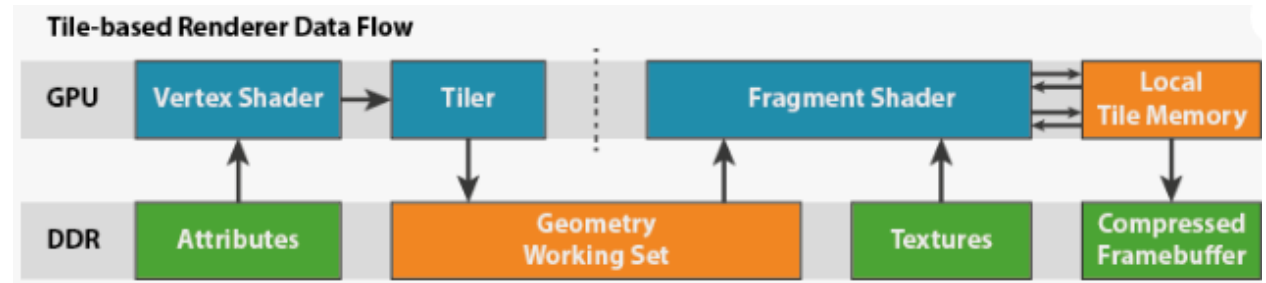 Tile-based Renderer Data Flow
GPU
Vertex Shader
Tiler
Fragment Shader
Local
Tile Memory
DDR
Attributes
Geometry
Working Set
Textures
Compressed
Framebuffer